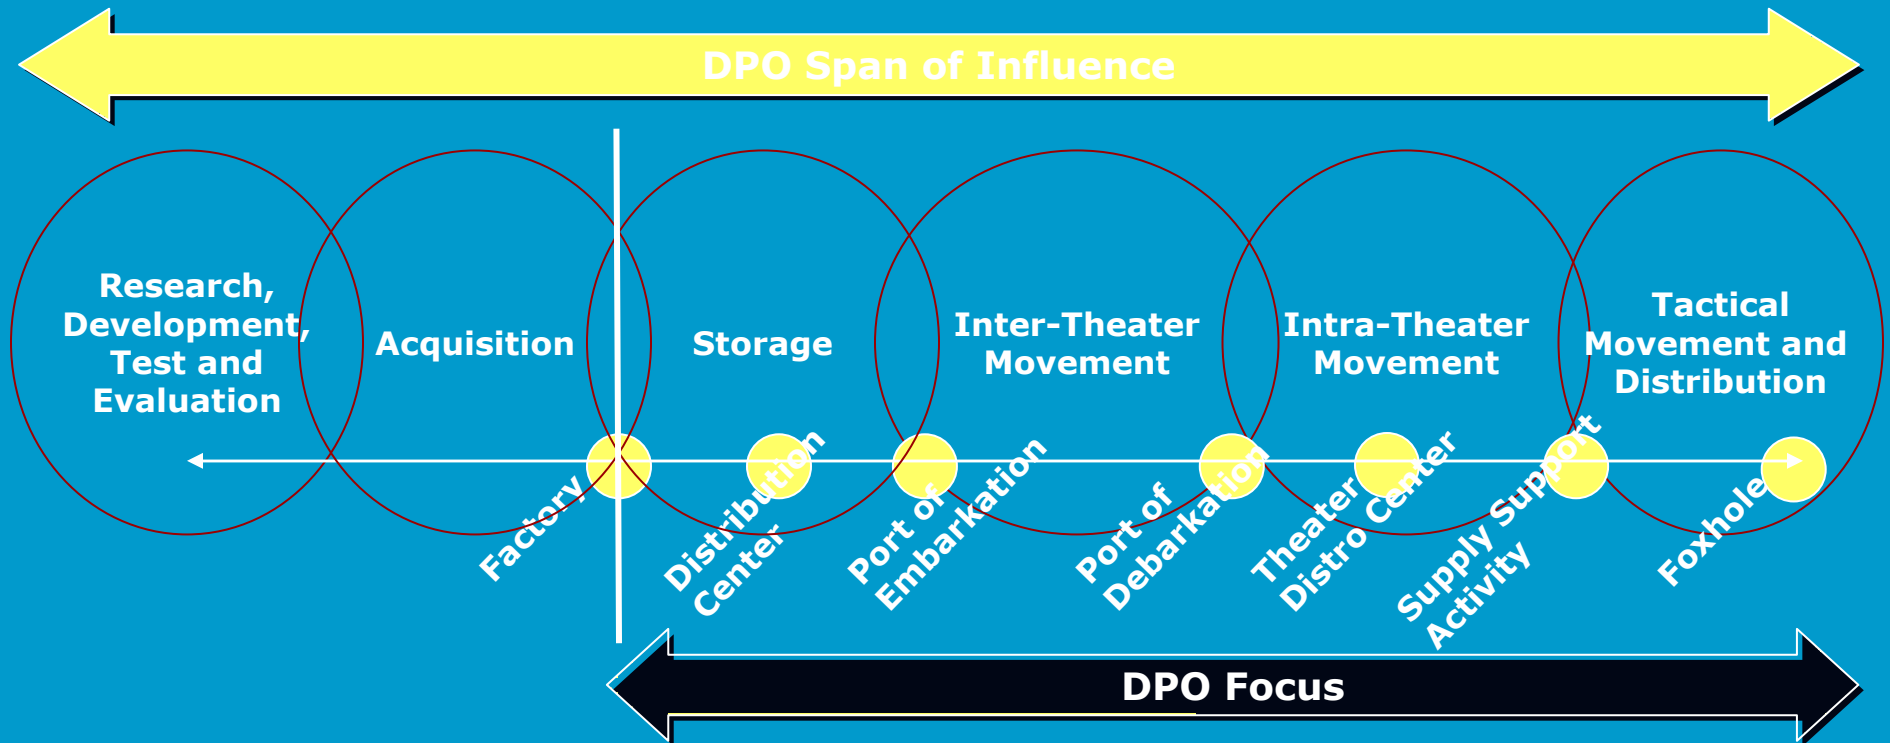 DPO Span of Influence
Research,
Development,
Test and
Evaluation
Acquisition
Storage
Inter-Theater
Movement
Intra-Theater
Movement
Tactical
Movement and
Distribution
Factory
Distribution
Center
Port of
Embarkation
Port of
Debarkation
Theater
Distro Center
Supply Support
Activity
Foxhole
DPO Focus